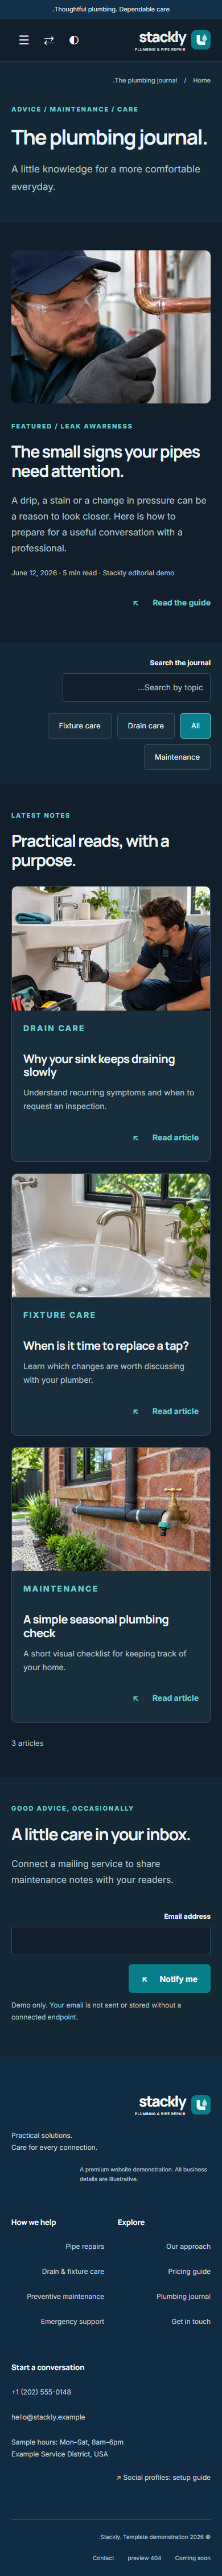 .Thoughtful plumbing. Dependable care
stackly
PLUMBING & PIPE REPAIR
.The plumbing journal / Home
ADVICE / MAINTENANCE / CARE
The plumbing journal.
A little knowledge for a more comfortable
everyday.
FEATURED / LEAK AWARENESS
The small signs your pipes
need attention.
A drip, a stain or a change in pressure can be
a reason to look closer. Here is how to
prepare for a useful conversation with a
professional.
June 12, 2026 · 5 min read · Stackly editorial demo
Read the guide
Search the journal
...Search by topic
Fixture care
Drain care
All
Maintenance
LATEST NOTES
Practical reads, with a
purpose.
DRAIN CARE
Why your sink keeps draining
slowly
Understand recurring symptoms and when to
request an inspection.
Read article
FIXTURE CARE
When is it time to replace a tap?
Learn which changes are worth discussing
with your plumber.
Read article
MAINTENANCE
A simple seasonal plumbing
check
A short visual checklist for keeping track of
your home.
Read article
3 articles
GOOD ADVICE, OCCASIONALLY
A little care in your inbox.
Connect a mailing service to share
maintenance notes with your readers.
Email address
Notify me
Demo only. Your email is not sent or stored without a
connected endpoint.
stackly
PLUMBING & PIPE REPAIR
Practical solutions.
Care for every connection.
A premium website demonstration. All business
details are illustrative.
How we help
Pipe repairs
Drain & fixture care
Preventive maintenance
Emergency support
Explore
Our approach
Pricing guide
Plumbing journal
Get in touch
Start a conversation
+1 (202) 555-0148
hello@stackly.example
Sample hours: Mon–Sat, 8am–6pm
Example Service District, USA
↗ Social profiles: setup guide
.Stackly. Template demonstration 2026 ©
Contact
preview 404
Coming soon